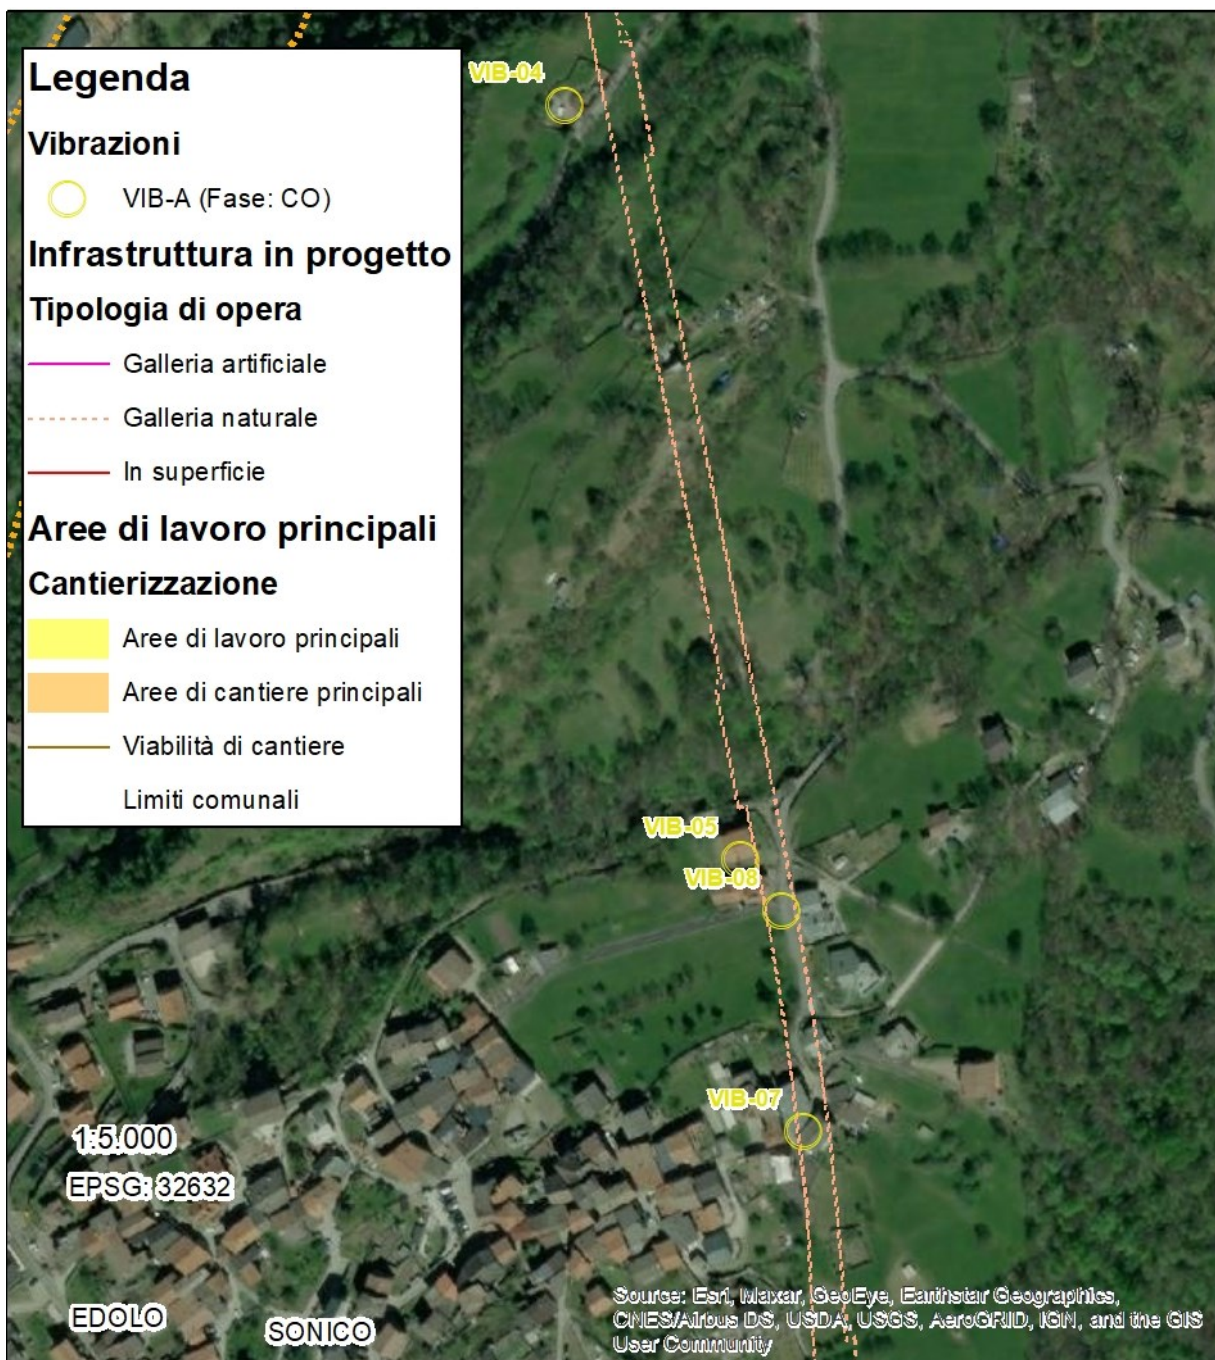 Legenda
Vibrazioni
VIB-A (Fase: CO)
Infrastruttura in progetto
Tipologia di opera
Galleria artificiale
Galleria naturale
In superficie
Aree di lavoro principali
Cantierizzazione
Aree di lavoro principali
Aree di cantiere principali
Viabilità di cantiere
Limiti comunali
VIB-04
VIB-05
VIB-08
VIB-07
1:5.000
EPSG: 32632
EDOLO
SONICO
Source: Esri, Maxar, GeoEye, Earthstar Geographics,
CNES/Airbus DS, USDA, USGS, AeroGRID, IGN, and the GIS
User Community